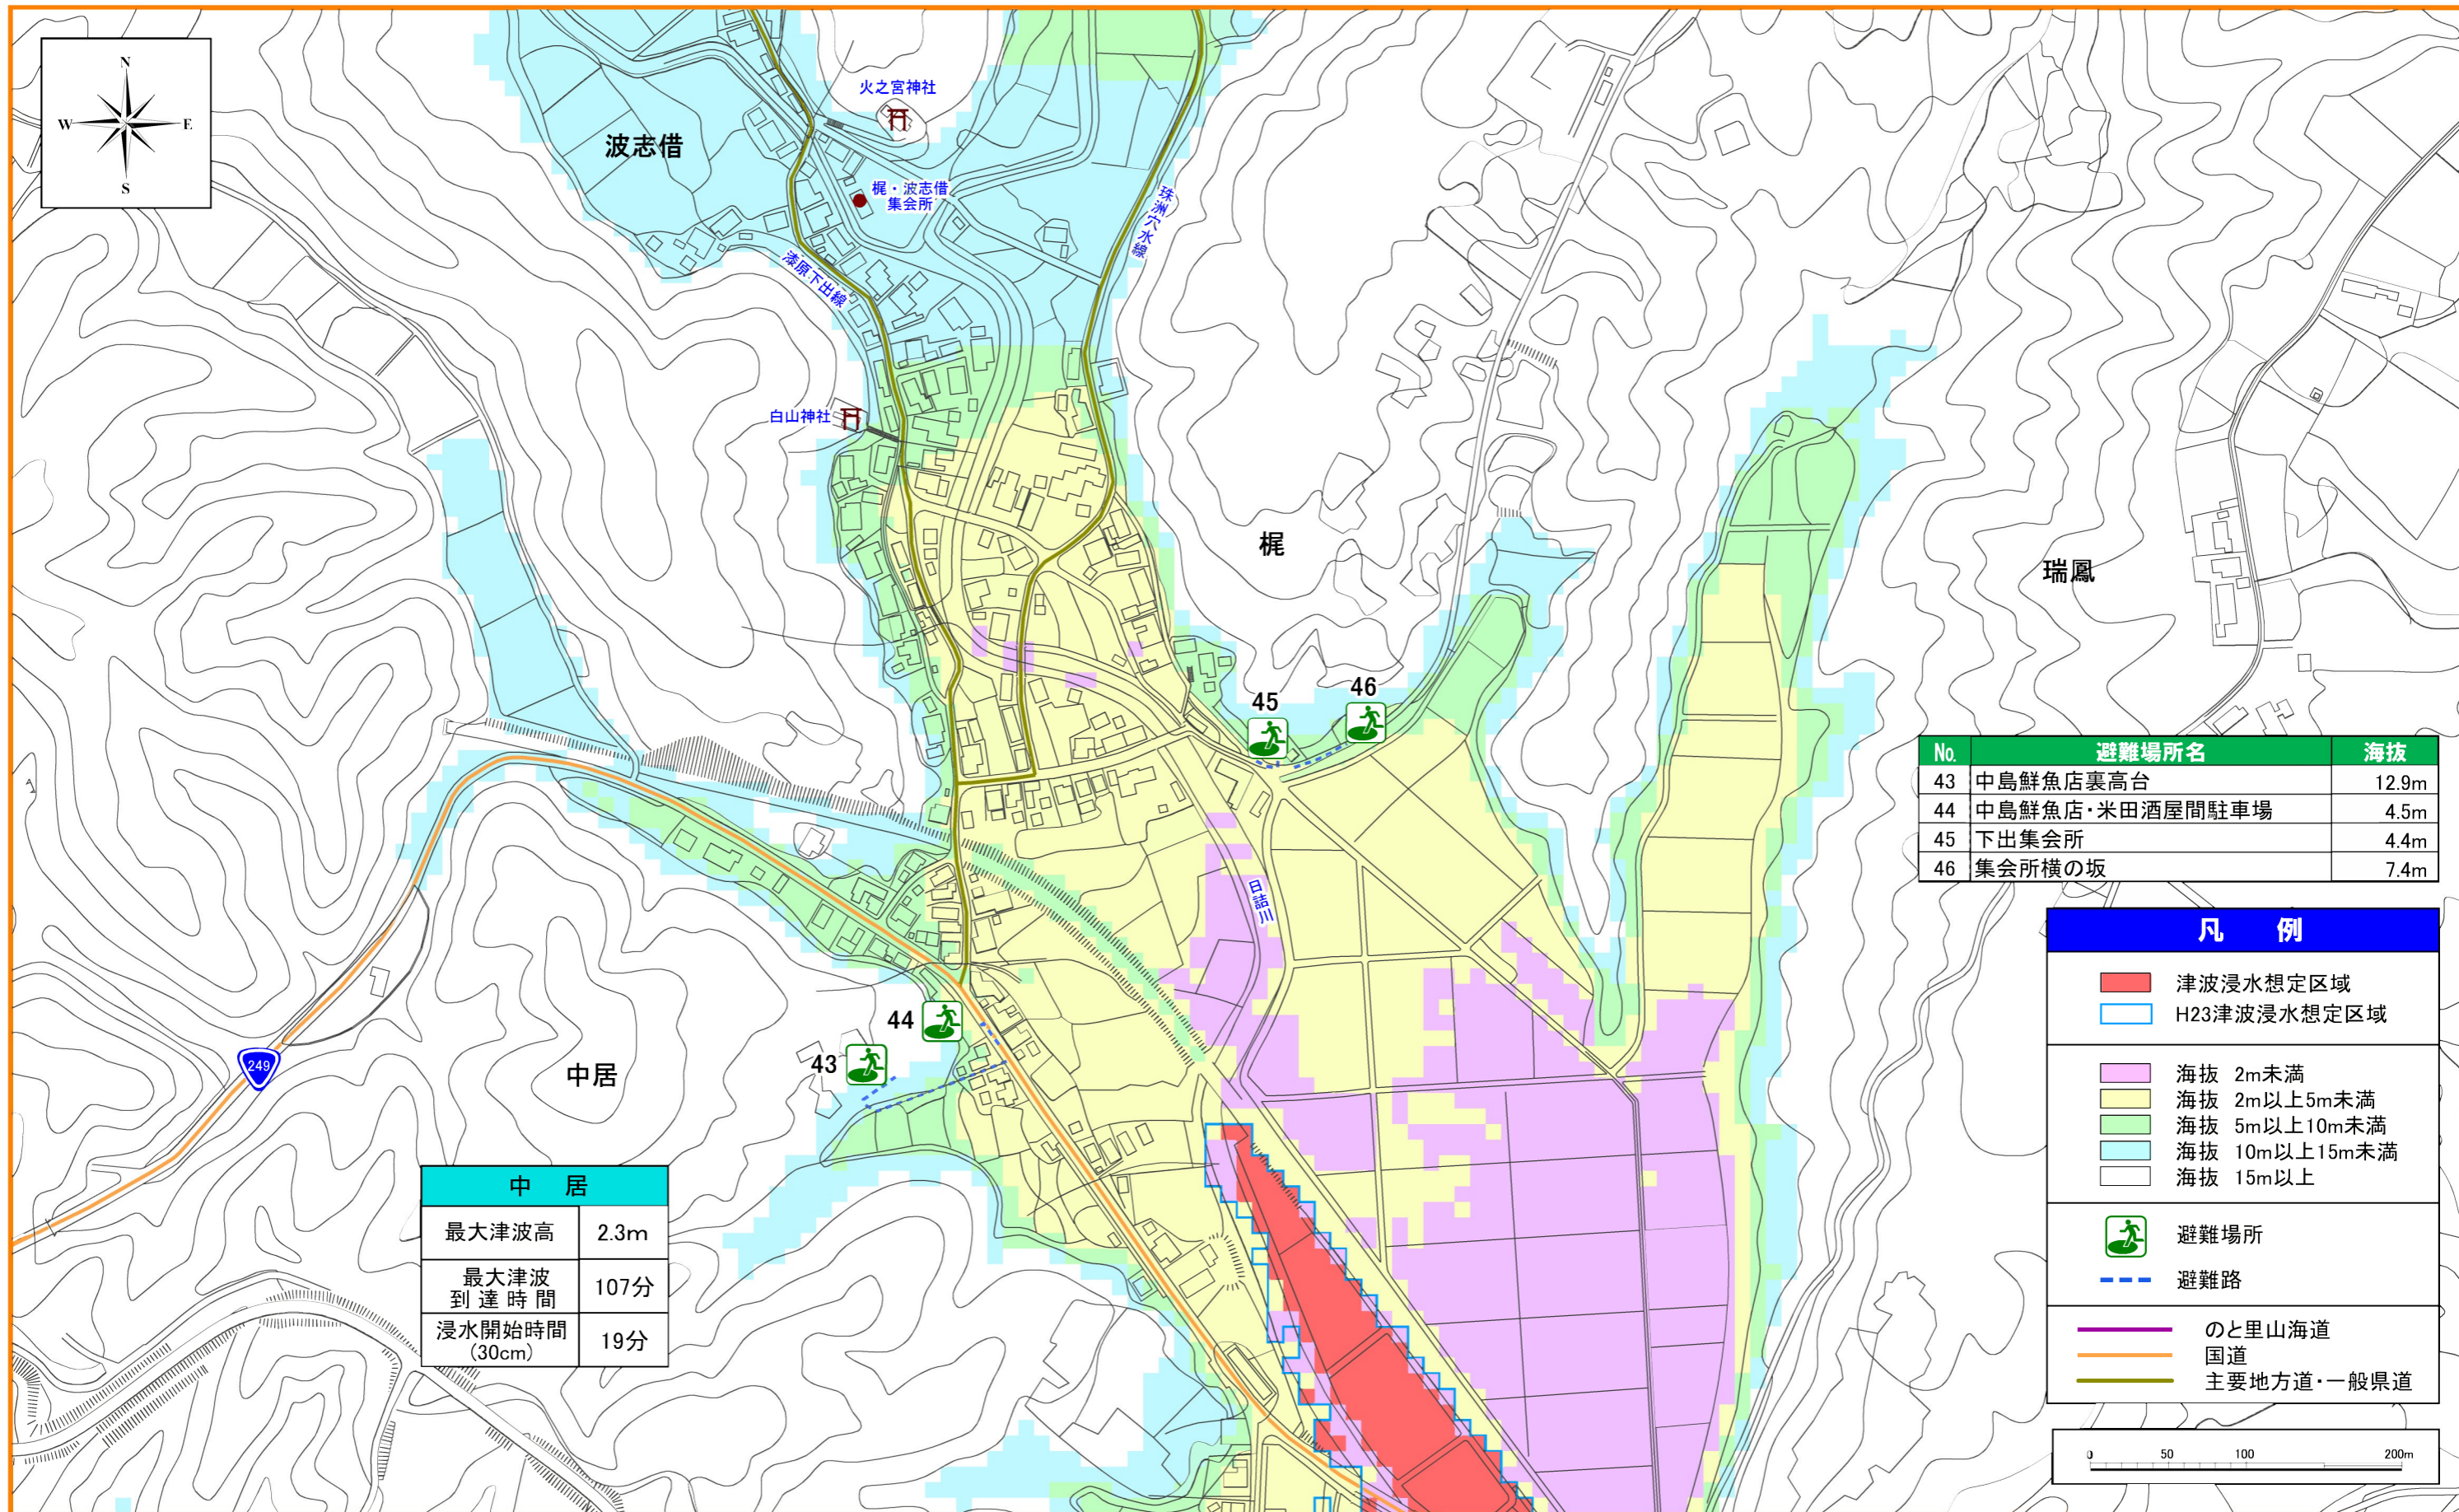 N
W
E
S
火之宮神社
波志借
梶・波志借
集会所
珠洲穴水線
漆原下出線
白山神社
梶
瑞鳳
45
46
No. 避難場所名 海抜
43 中島鮮魚店裏高台 12.9m
44 中島鮮魚店・米田酒屋間駐車場 4.5m
45 下出集会所 4.4m
46 集会所横の坂 7.4m
日詰川
凡 例
津波浸水想定区域
H23津波浸水想定区域
海抜 2m未満
海抜 2m以上5m未満
海抜 5m以上10m未満
海抜 10m以上15m未満
海抜 15m以上
避難場所
避難路
のと里山海道
国道
主要地方道・一般県道
0 50 100 200m
44
43
249
中居
中 居
最大津波高 2.3m
最大津波
到達時間 107分
浸水開始時間
(30cm) 19分